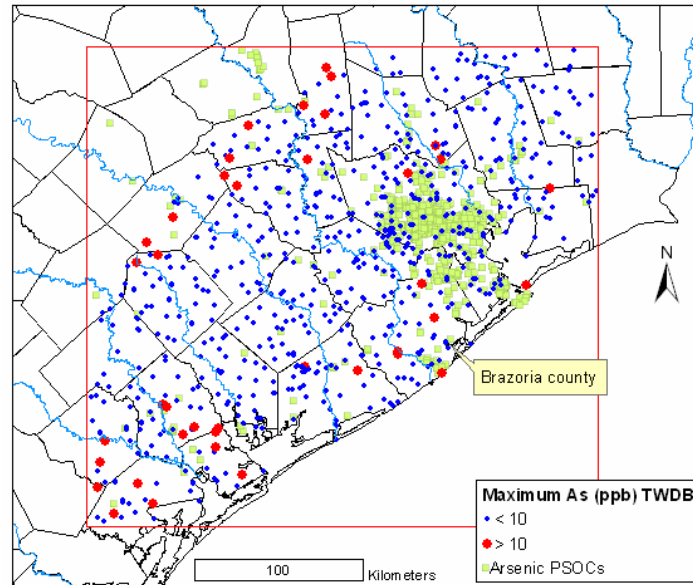 N
Brazoria county
Maximum As (ppb) TWDB
< 10
> 10
Arsenic PSOCs
100 Kilometers